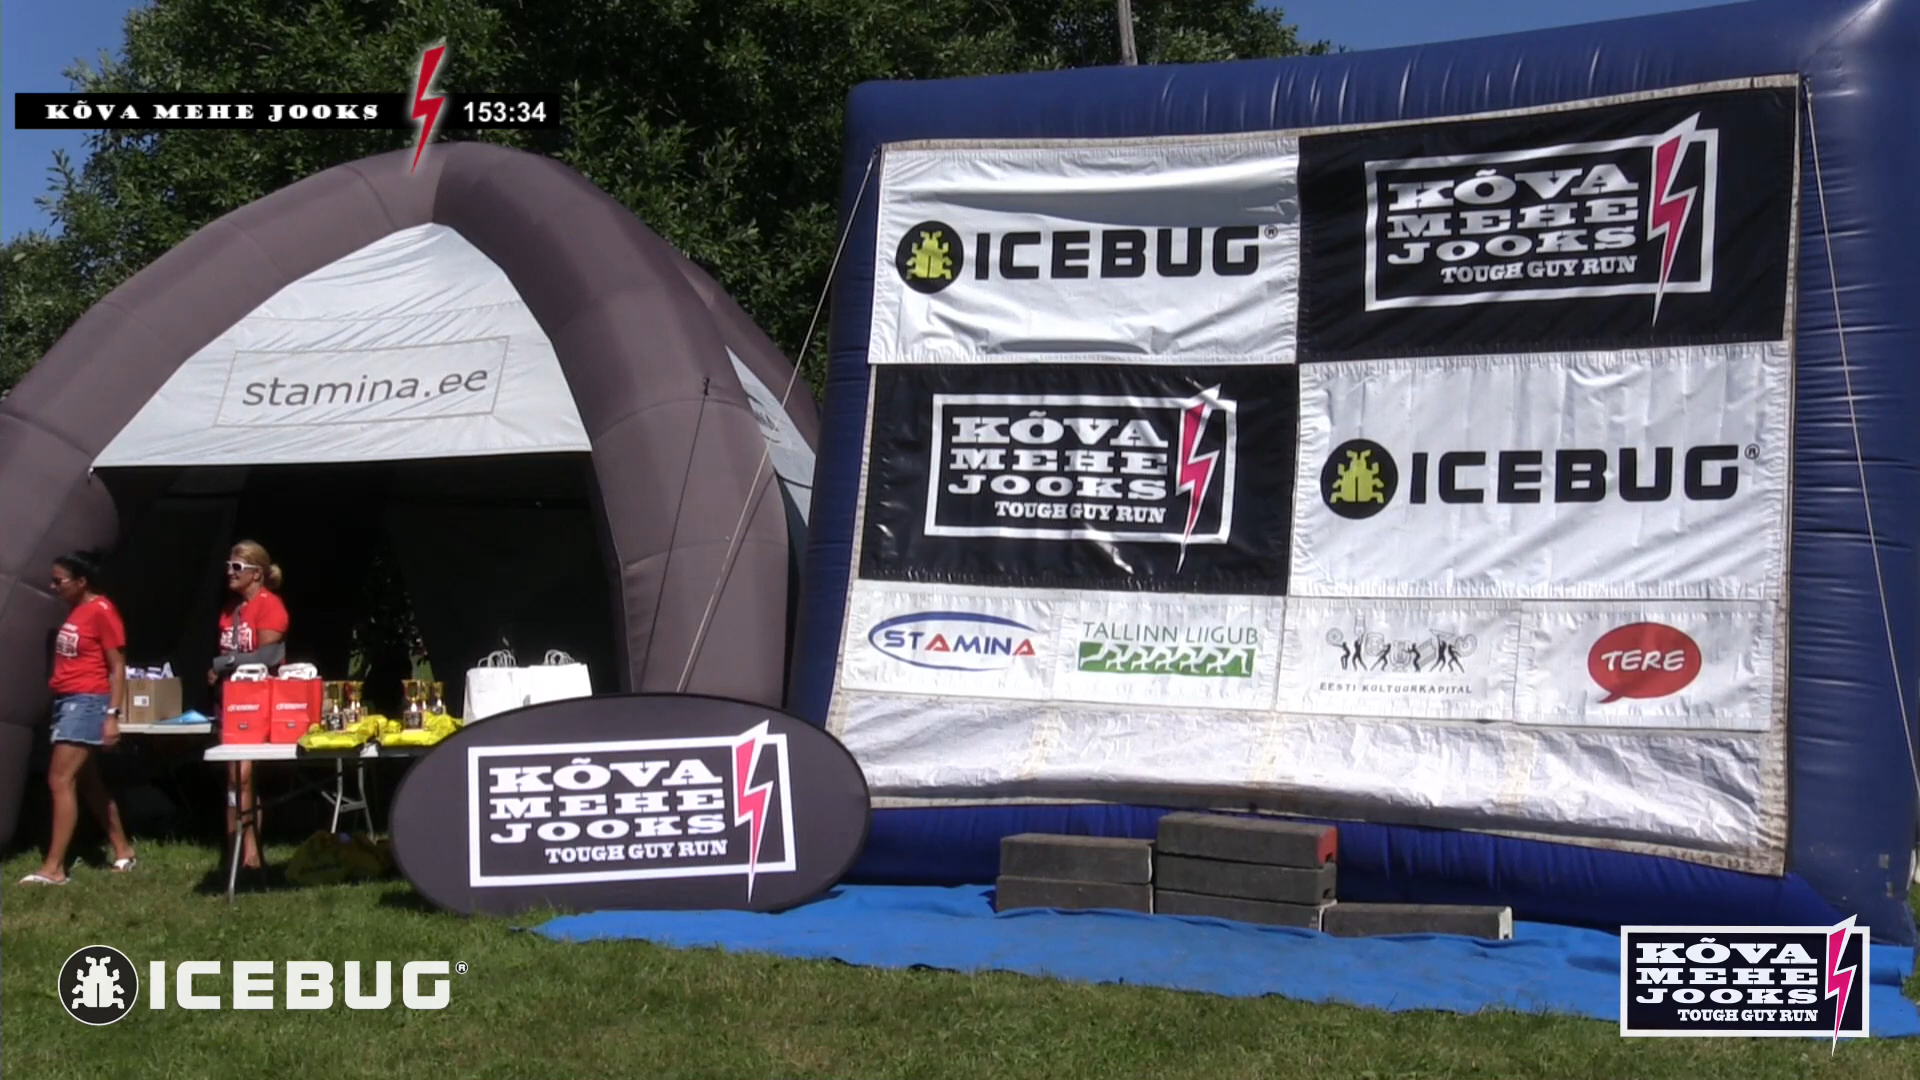 KÕVA MEHE JOOKS 153:34
stamina.ee
ICEBUG®
KÕVA
MEHE
JOOKS
TOUGH GUY RUN
KÕVA
MEHE
JOOKS
TOUGH GUY RUN
ICEBUG®
STAMINA
TALLINN LIIGUB
EESTI KULTUURKAPITAL
TERE
KÕVA
MEHE
JOOKS
TOUGH GUY RUN
ICEBUG®
KÕVA
MEHE
JOOKS
TOUGH GUY RUN